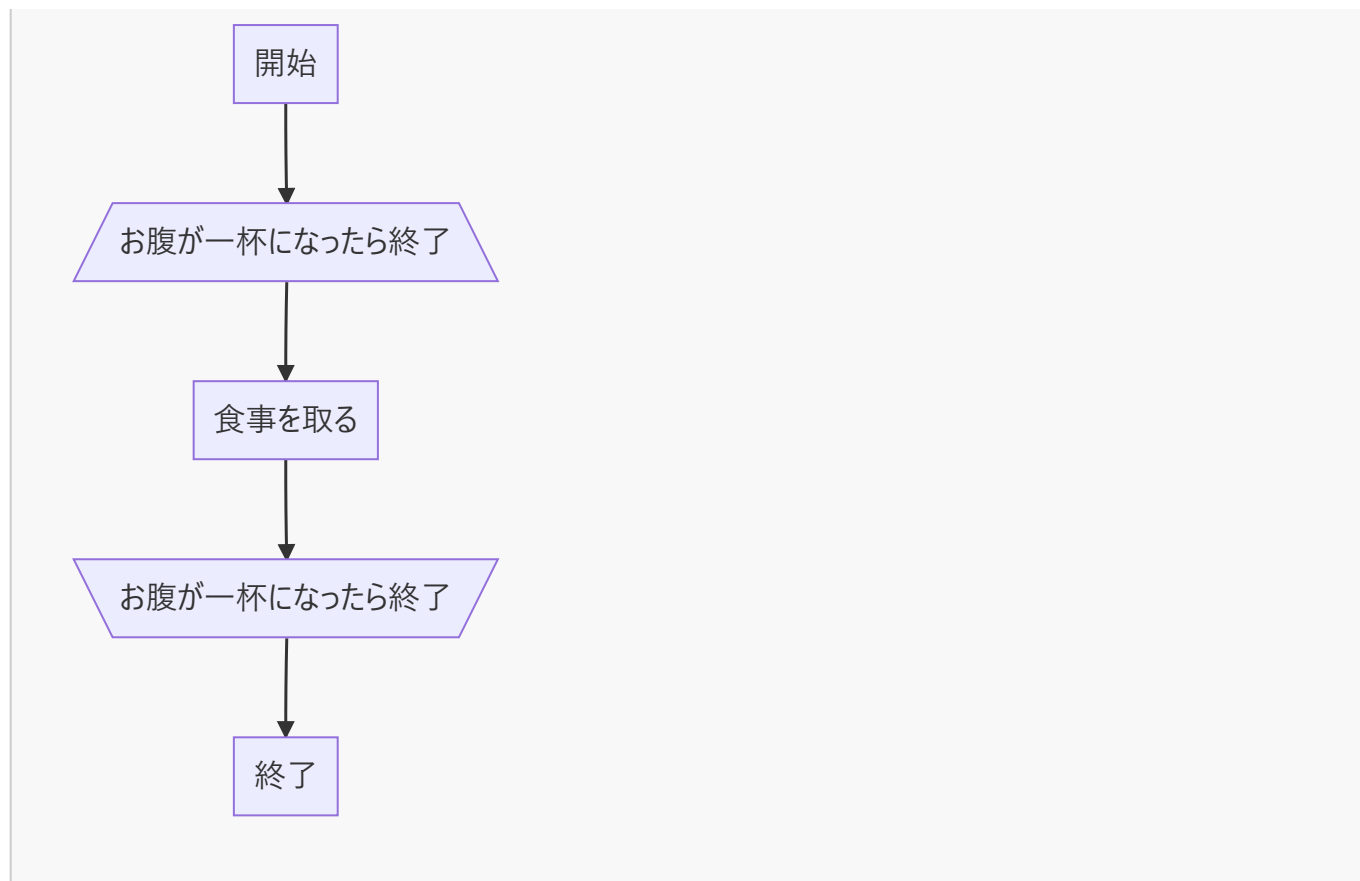 開始
お腹が一杯になったら終了
食事を取る
お腹が一杯になったら終了
終了